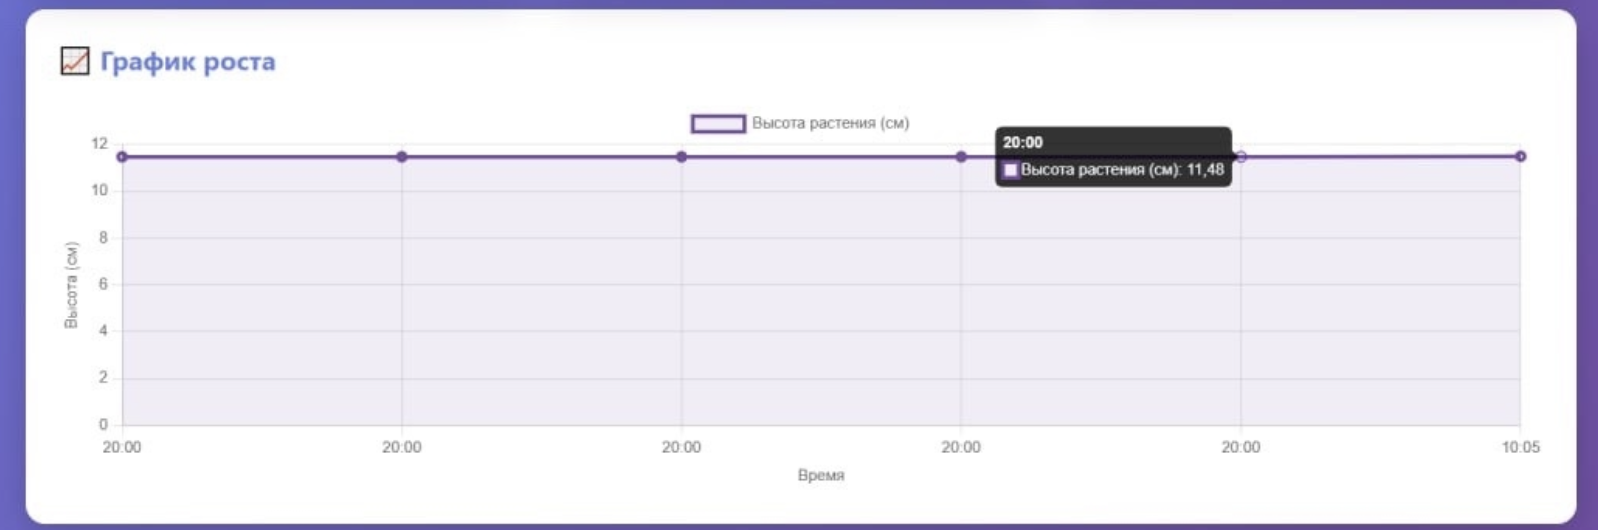 График роста
Высота растения (см)
20:00
Высота растения (см): 11,48
12
10
8
6
4
2
0
Высота (см)
20:00 20:00 20:00 20:00 20:00 10:05
Время